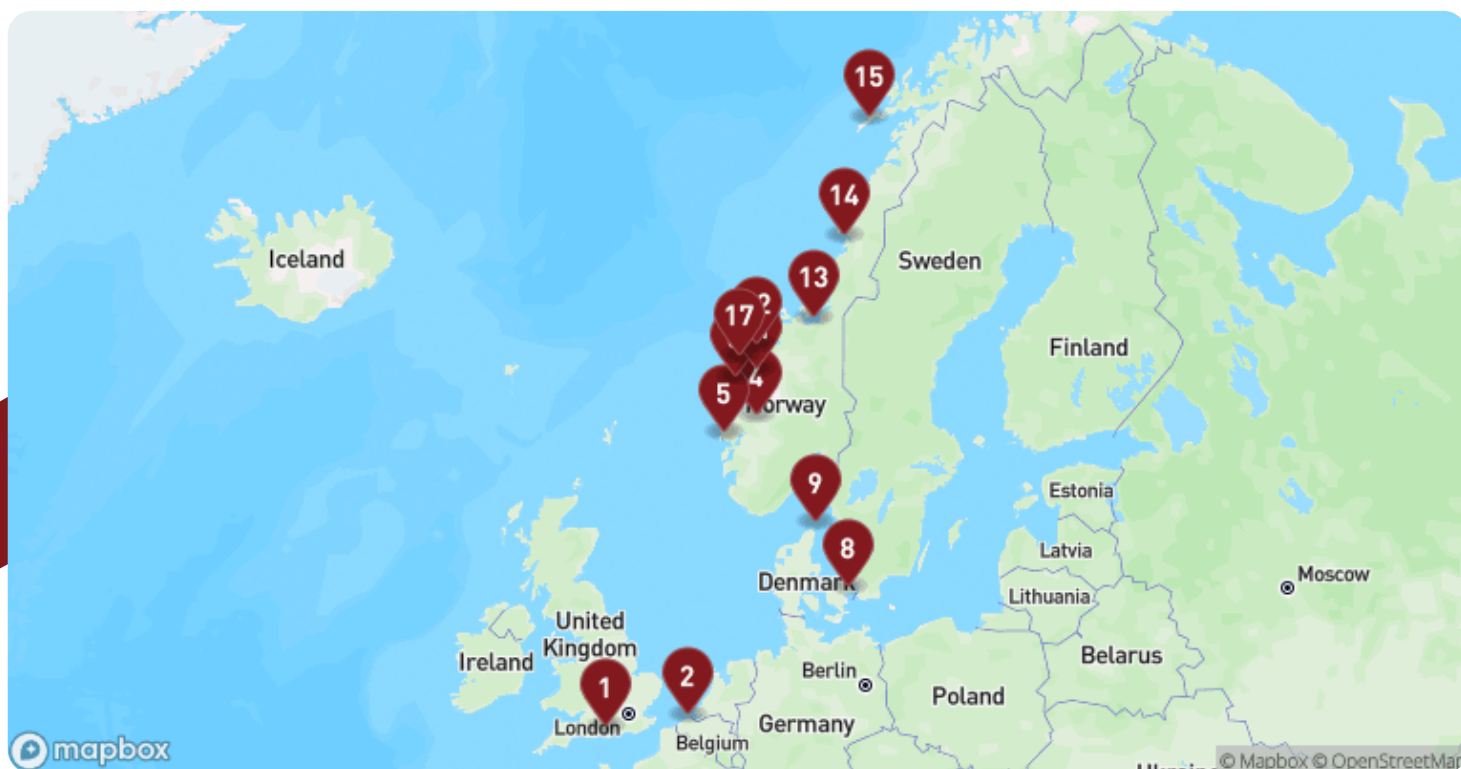 15
14
Iceland
Sweden
13
2
17
Finland
4
5
Norway
9
Estonia
8
Latvia
Moscow
Denmark
Lithuania
United
Kingdom
Ireland
2
Belarus
1
Berlin
Poland
London
Germany
Belgium
mapbox
© Mapbox © OpenStreetMap